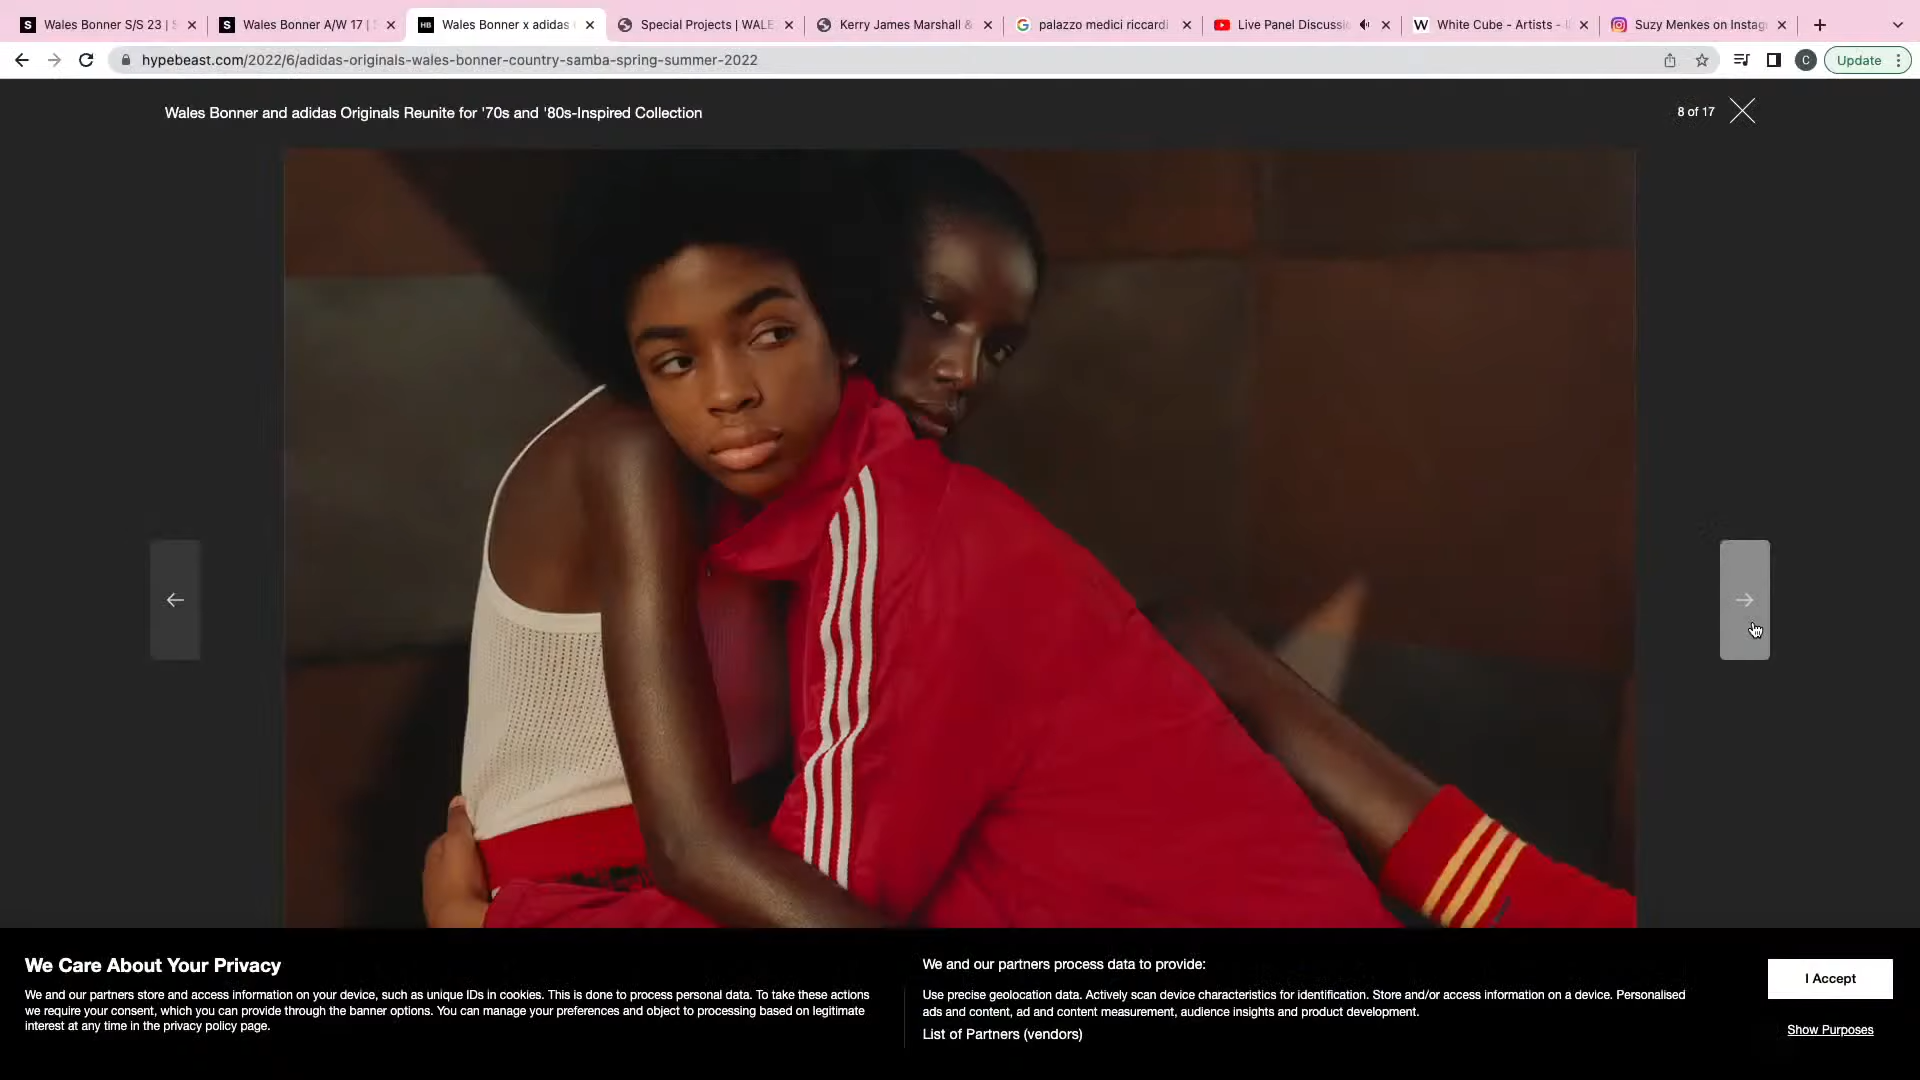 Wales Bonner S/S 23 | S
Wales Bonner A/W 17 | S
HB Wales Bonner x adidas
Special Projects | WALE
Kerry James Marshall &
palazzo medici riccardi
Live Panel Discussio
White Cube - Artists -
Suzy Menkes on Instag
hypebeast.com/2022/6/adidas-originals-wales-bonner-country-samba-spring-summer-2022
C
Update
Wales Bonner and adidas Originals Reunite for '70s and '80s-Inspired Collection
8 of 17
We Care About Your Privacy
We and our partners store and access information on your device, such as unique IDs in cookies. This is done to process personal data. To take these actions
we require your consent, which you can provide through the banner options. You can manage your preferences and object to processing based on legitimate
interest at any time in the privacy policy page.
We and our partners process data to provide:
Use precise geolocation data. Actively scan device characteristics for identification. Store and/or access information on a device. Personalised
ads and content, ad and content measurement, audience insights and product development.
List of Partners (vendors)
I Accept
Show Purposes